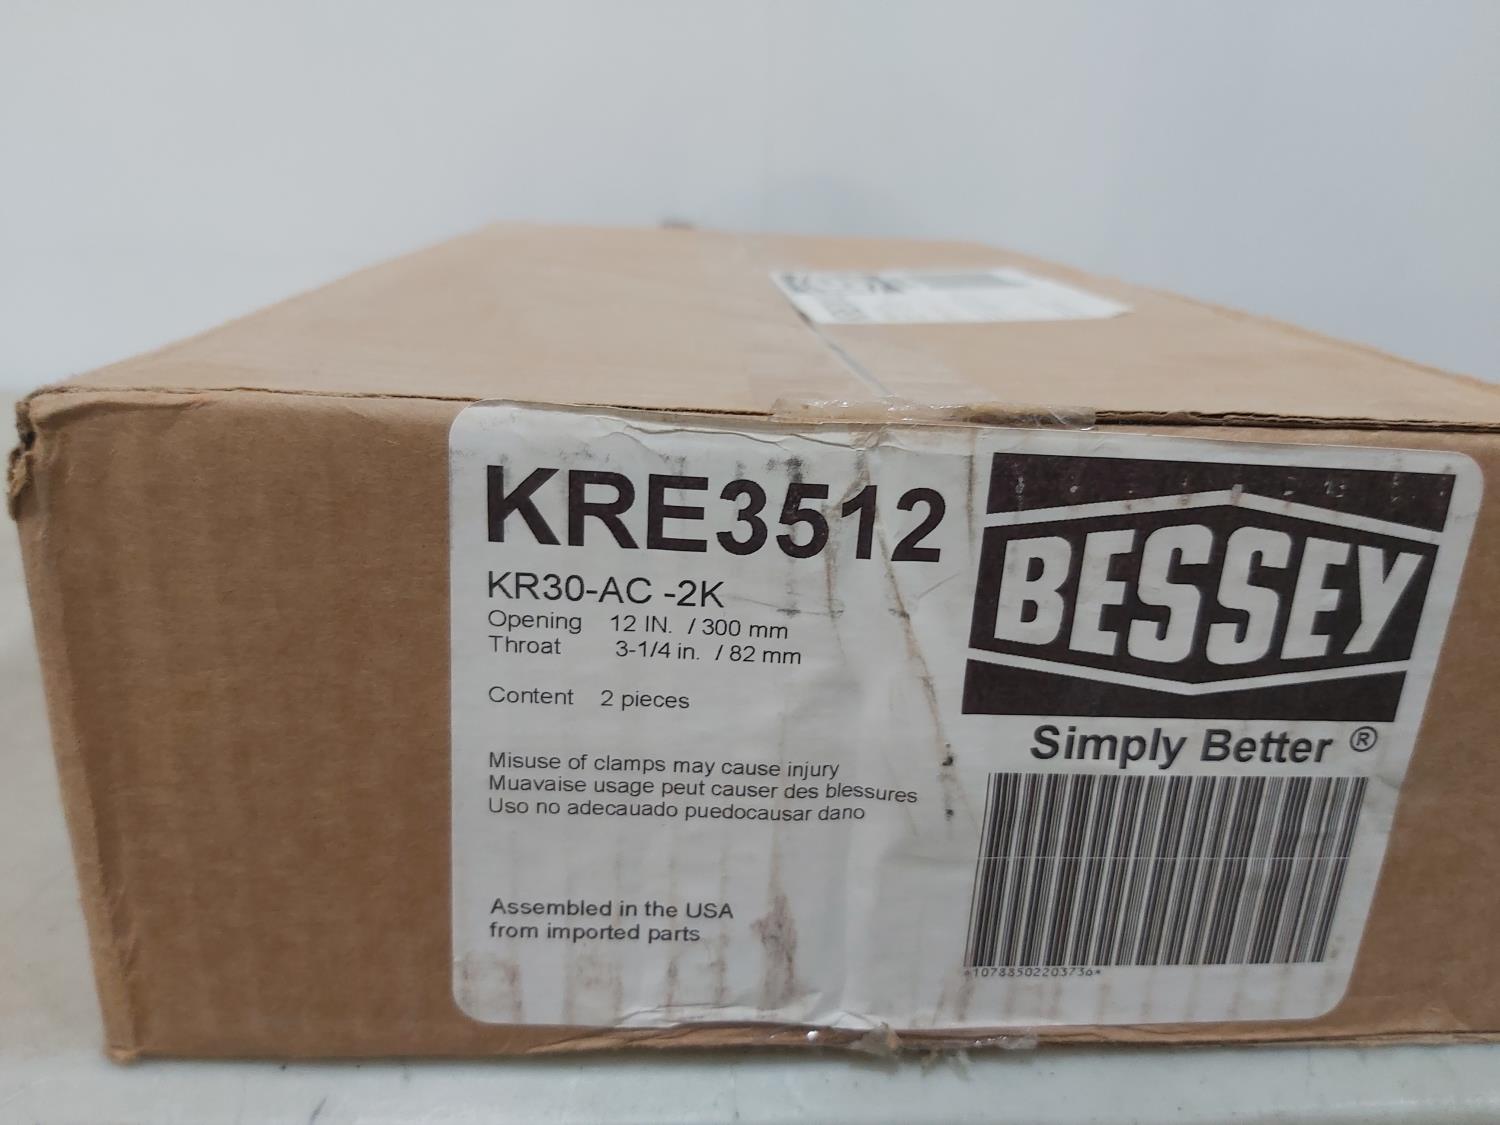 KRE3512
KR30-AC -2K
Opening 12 IN. / 300 mm
Throat 3-1/4 in. / 82 mm
Content 2 pieces
Misuse of clamps may cause injury
Muavaise usage peut causer des blessures
Uso no adecauado puedocausar dano
Assembled in the USA
from imported parts
BESSEY
Simply Better ®
*10788502203736*